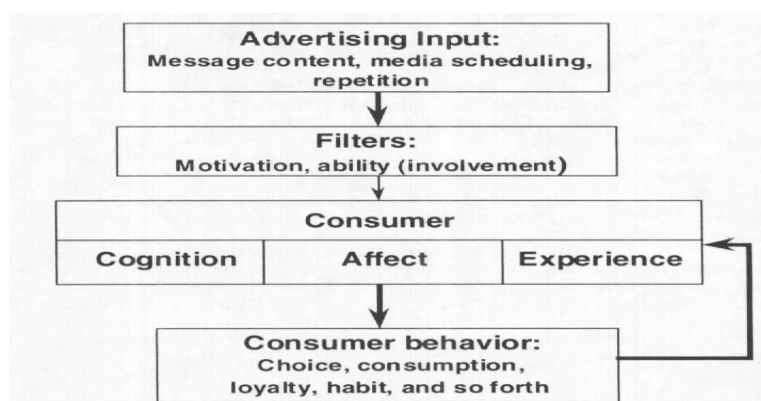 Advertising Input:
Message content, media scheduling,
repetition
Filters:
Motivation, ability (involvement)
Consumer
Cognition
Affect
Experience
Consumer behavior:
Choice, consumption,
loyalty, habit, and so forth